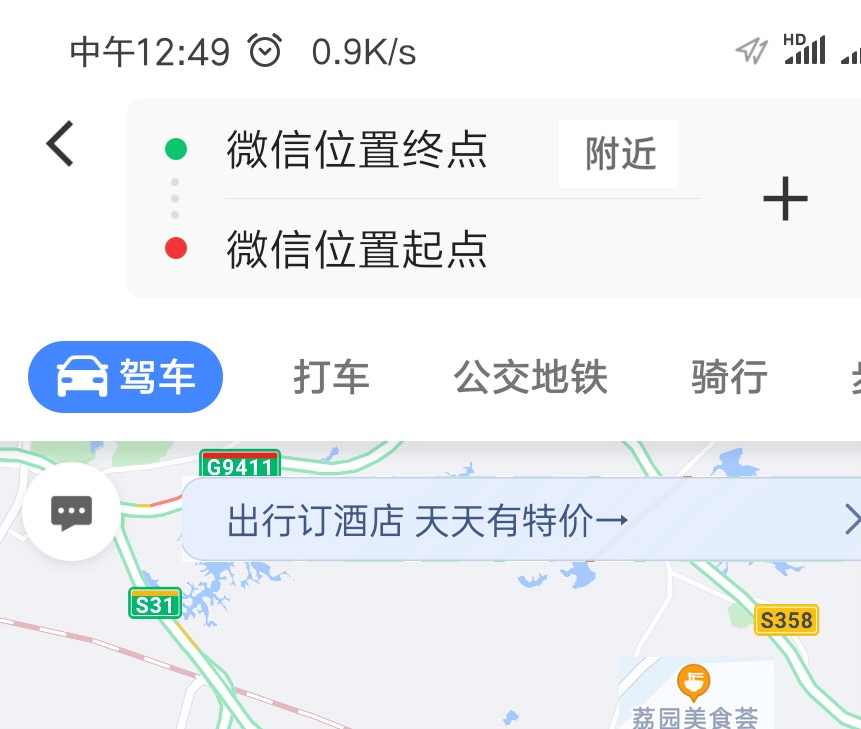 中午12:49 0.9K/s HD
微信位置终点 附近
微信位置起点
驾车 打车 公交地铁 骑行
G9411
出行订酒店 天天有特价→
S31
S358
荔园美食荟